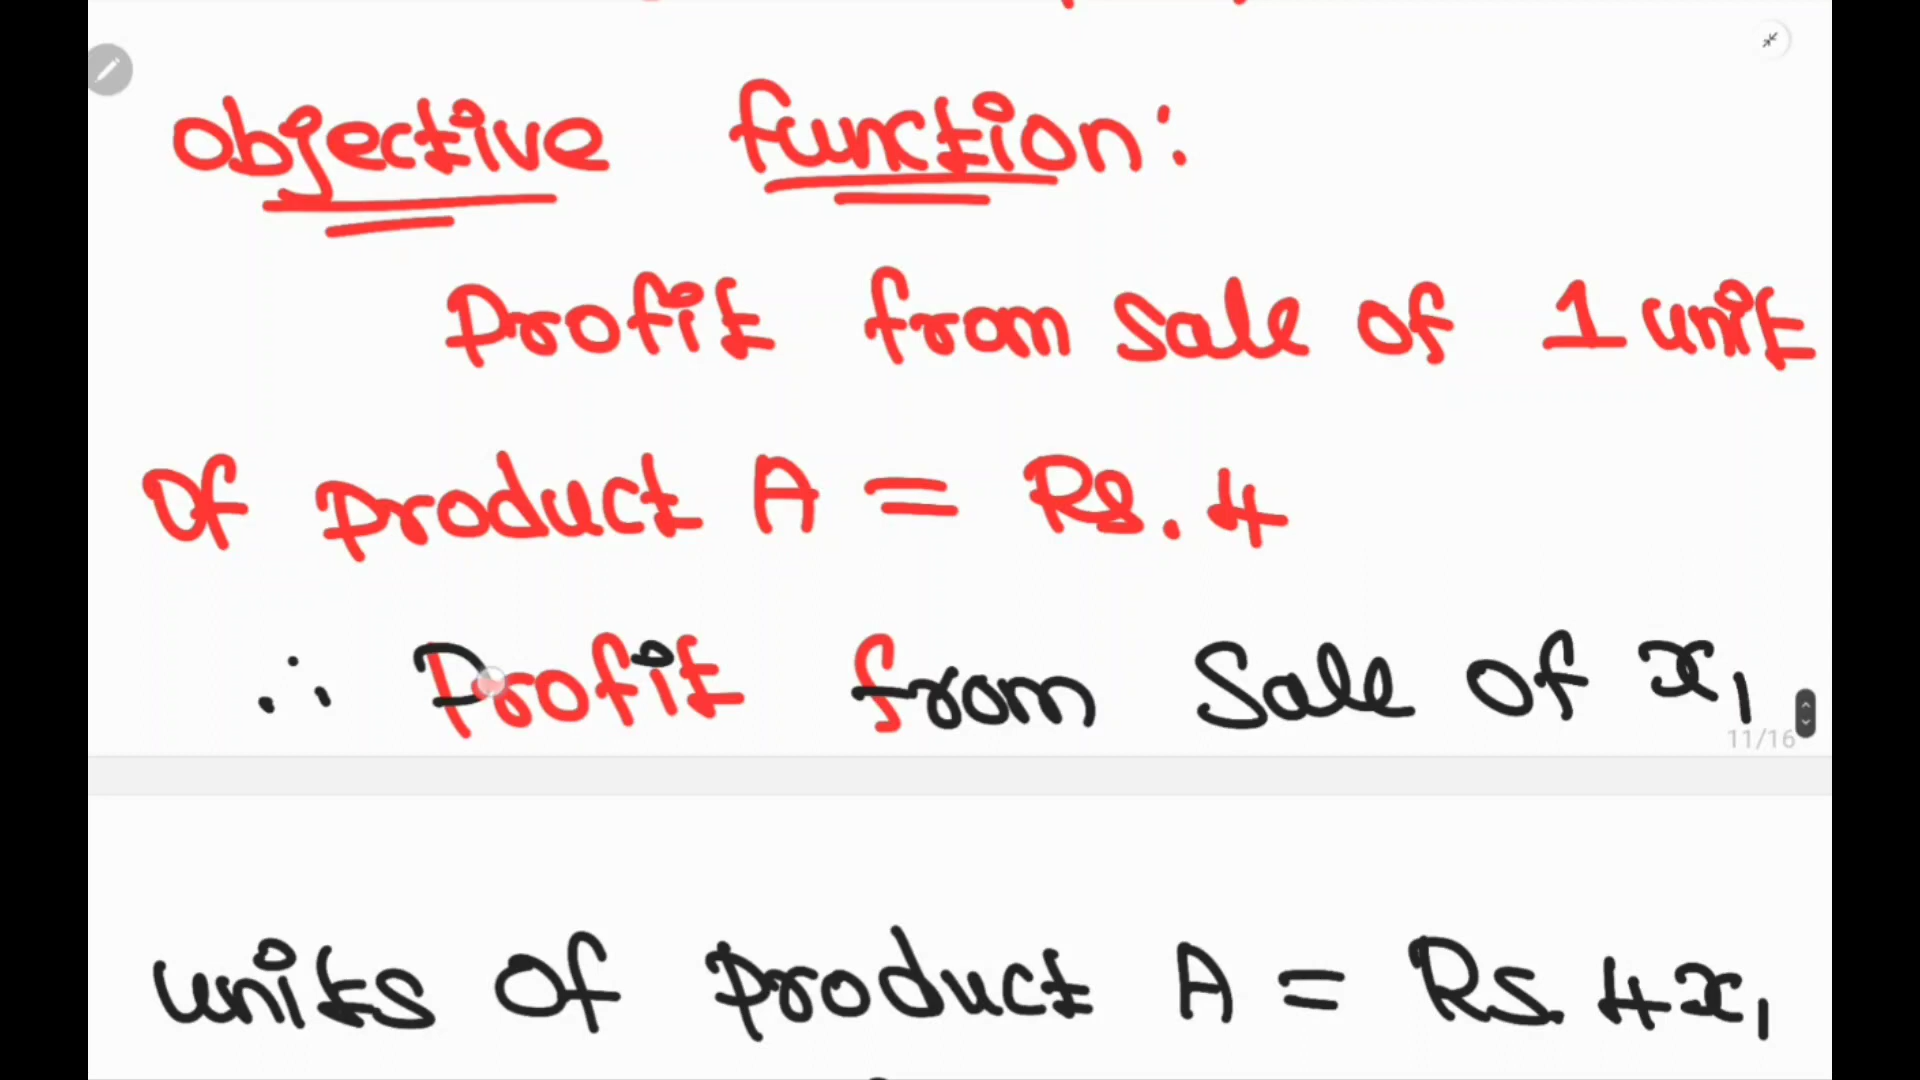 objective function:
Profit from sale of 1 unit
of product A = Rs. 4
∴ Profit from Sale of x₁
11/16
units of product A = Rs. 4x₁